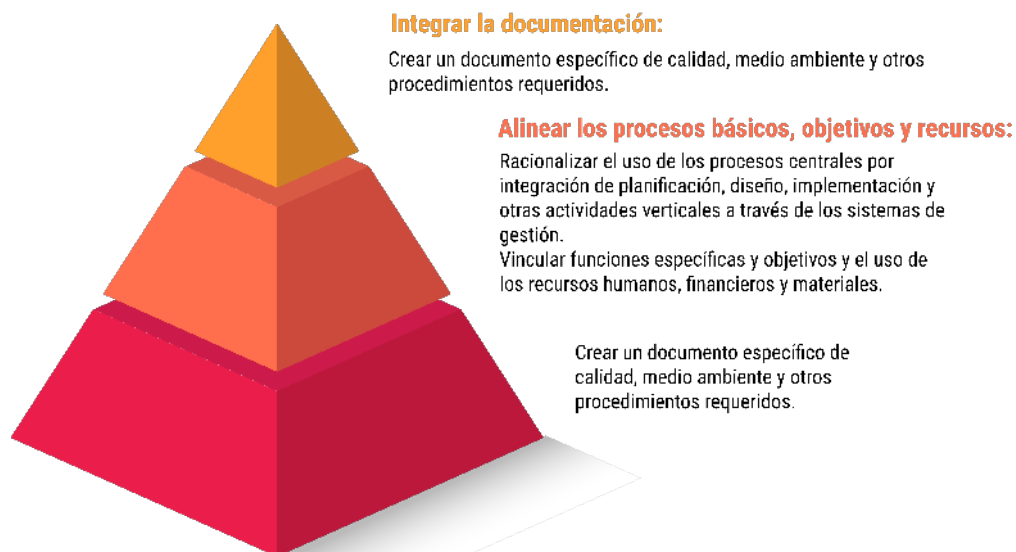 Integrar la documentación:
Crear un documento específico de calidad, medio ambiente y otros
procedimientos requeridos.
Alinear los procesos básicos, objetivos y recursos:
Racionalizar el uso de los procesos centrales por
integración de planificación, diseño, implementación y
otras actividades verticales a través de los sistemas de
gestión.
Vincular funciones específicas y objetivos y el uso de
los recursos humanos, financieros y materiales.
Crear un documento específico de
calidad, medio ambiente y otros
procedimientos requeridos.